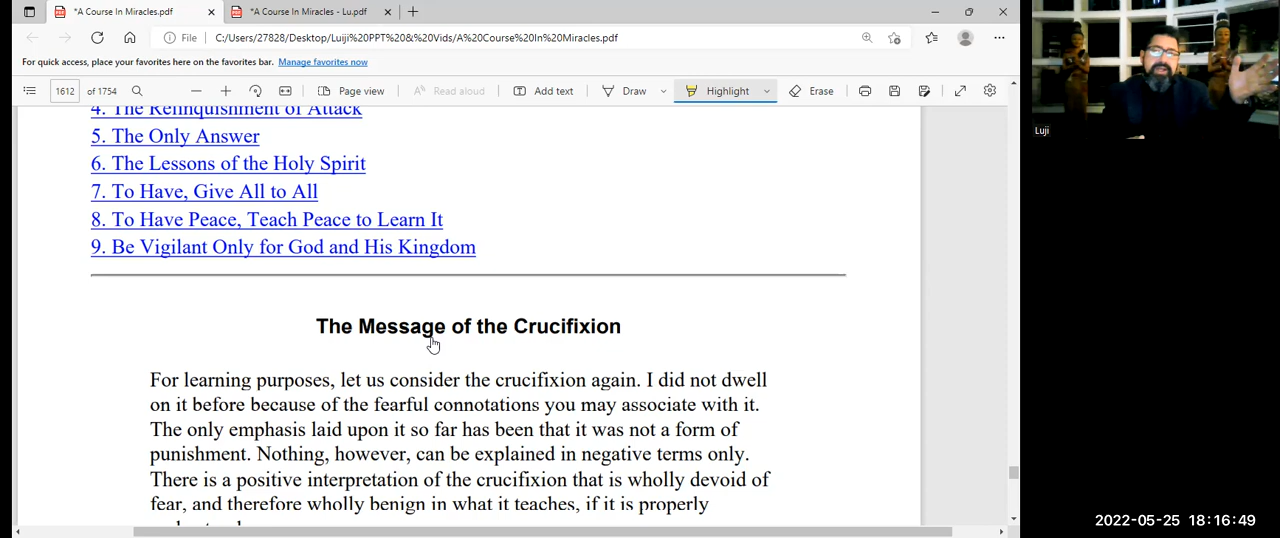 *A Course In Miracles.pdf
*A Course In Miracles - Lu.pdf
File
C:/Users/27828/Desktop/Luiji%20PPT%20&%20Vids/A%20Course%20In%20Miracles.pdf
For quick access, place your favorites here on the favorites bar. Manage favorites now
1612 of 1754
Page view
Read aloud
Add text
Draw
Highlight
Erase
4. The Relinquishment of Attack
5. The Only Answer
6. The Lessons of the Holy Spirit
7. To Have, Give All to All
8. To Have Peace, Teach Peace to Learn It
9. Be Vigilant Only for God and His Kingdom
The Message of the Crucifixion
For learning purposes, let us consider the crucifixion again. I did not dwell
on it before because of the fearful connotations you may associate with it.
The only emphasis laid upon it so far has been that it was not a form of
punishment. Nothing, however, can be explained in negative terms only.
There is a positive interpretation of the crucifixion that is wholly devoid of
fear, and therefore wholly benign in what it teaches, if it is properly
Luji
2022-05-25 18:16:49